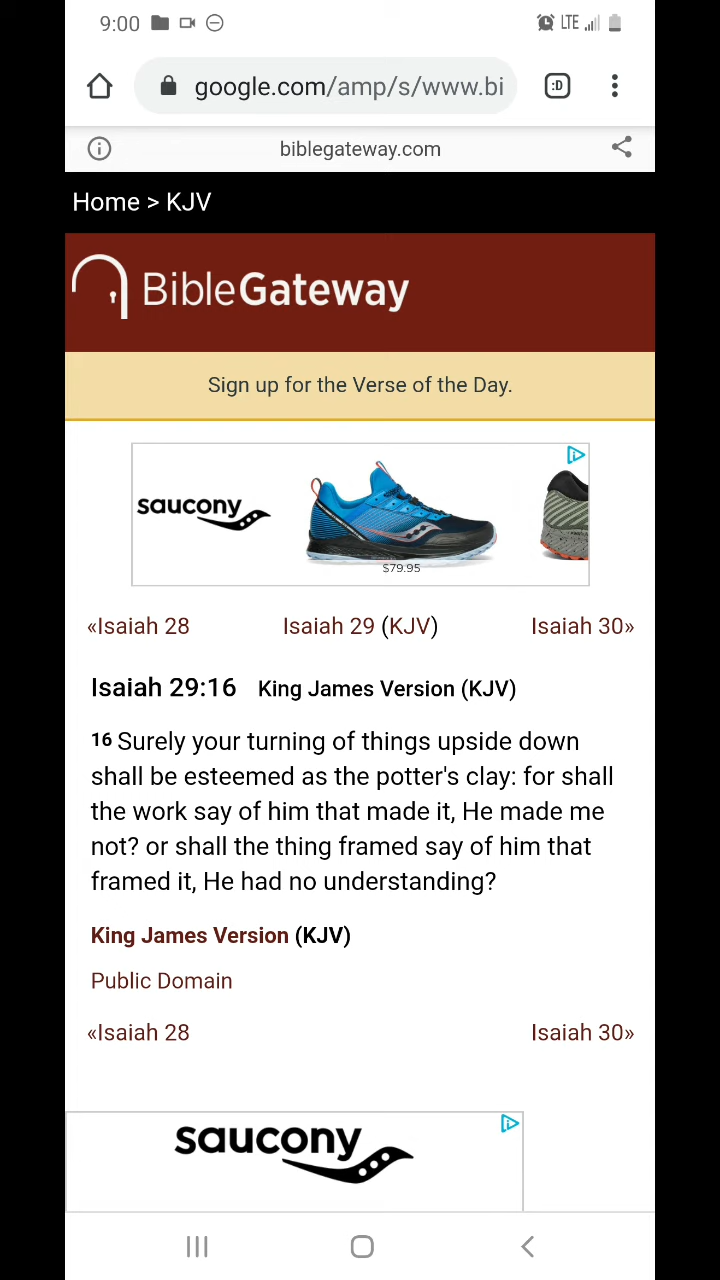 9:00 LTE
google.com/amp/s/www.bi :D
biblegateway.com
Home > KJV
BibleGateway
Sign up for the Verse of the Day.
saucony
$79.95
«Isaiah 28 Isaiah 29 (KJV) Isaiah 30»
Isaiah 29:16 King James Version (KJV)
16 Surely your turning of things upside down
shall be esteemed as the potter's clay: for shall
the work say of him that made it, He made me
not? or shall the thing framed say of him that
framed it, He had no understanding?
King James Version (KJV)
Public Domain
«Isaiah 28 Isaiah 30»
saucony